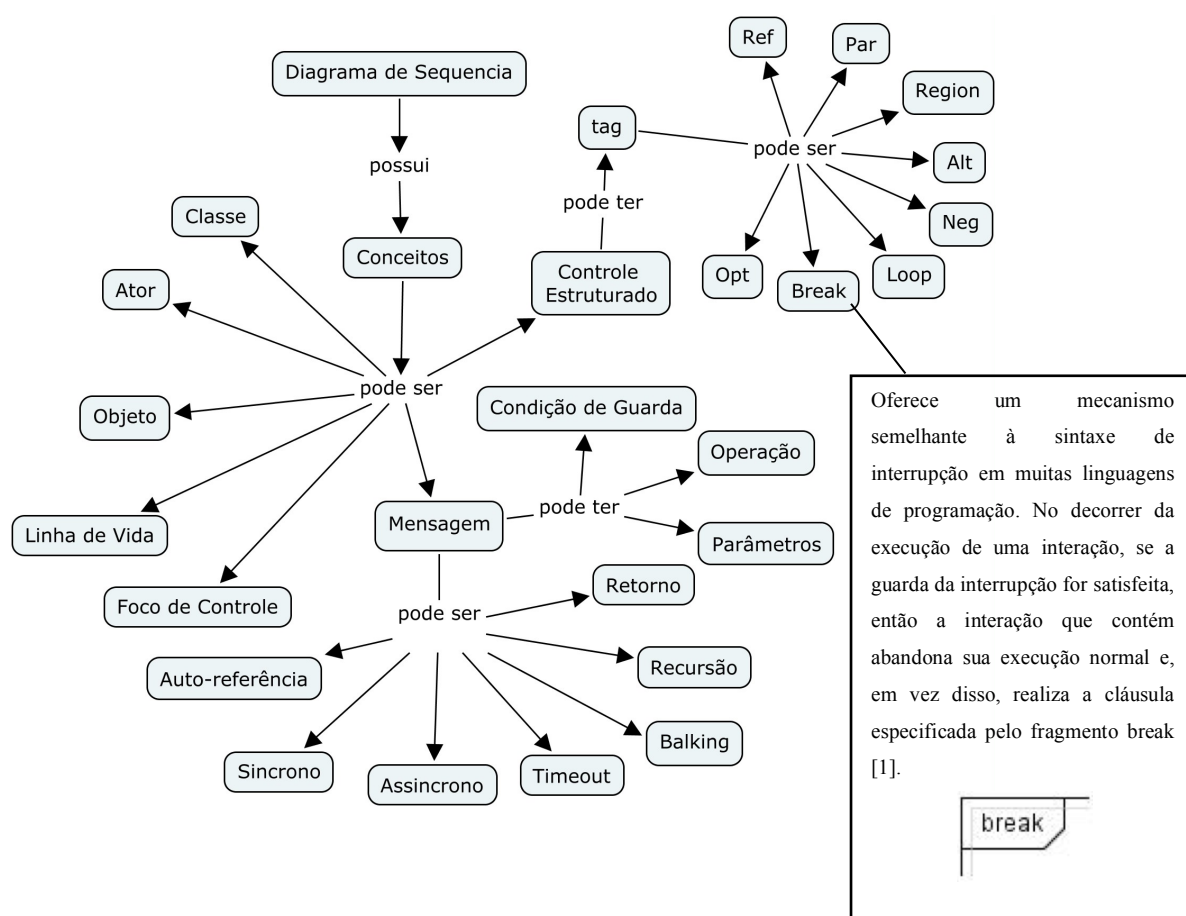 Diagrama de Sequencia
possui
Conceitos
pode ser
Classe
Ator
Objeto
Linha de Vida
Foco de Controle
Mensagem
Controle
Estruturado
pode ter
tag
pode ser
Ref
Par
Region
Alt
Neg
Loop
Break
Opt
pode ter
Condição de Guarda
Operação
Parâmetros
pode ser
Retorno
Recursão
Balking
Timeout
Assincrono
Sincrono
Auto-referência
Oferece um mecanismo
semelhante à sintaxe de
interrupção em muitas linguagens
de programação. No decorrer da
execução de uma interação, se a
guarda da interrupção for satisfeita,
então a interação que contém
abandona sua execução normal e,
em vez disso, realiza a cláusula
especificada pelo fragmento break
[1].
break